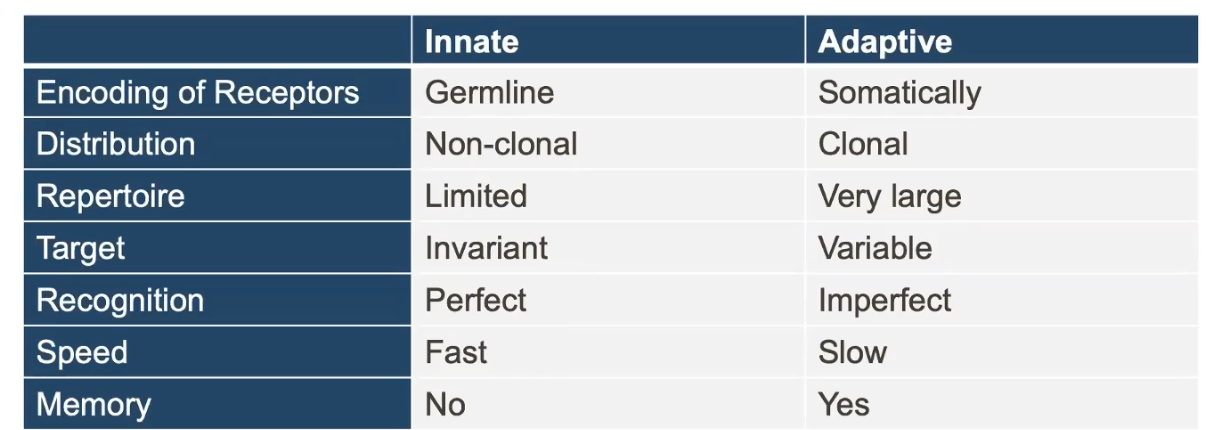 Innate Adaptive
Encoding of Receptors Germline Somatically
Distribution Non-clonal Clonal
Repertoire Limited Very large
Target Invariant Variable
Recognition Perfect Imperfect
Speed Fast Slow
Memory No Yes